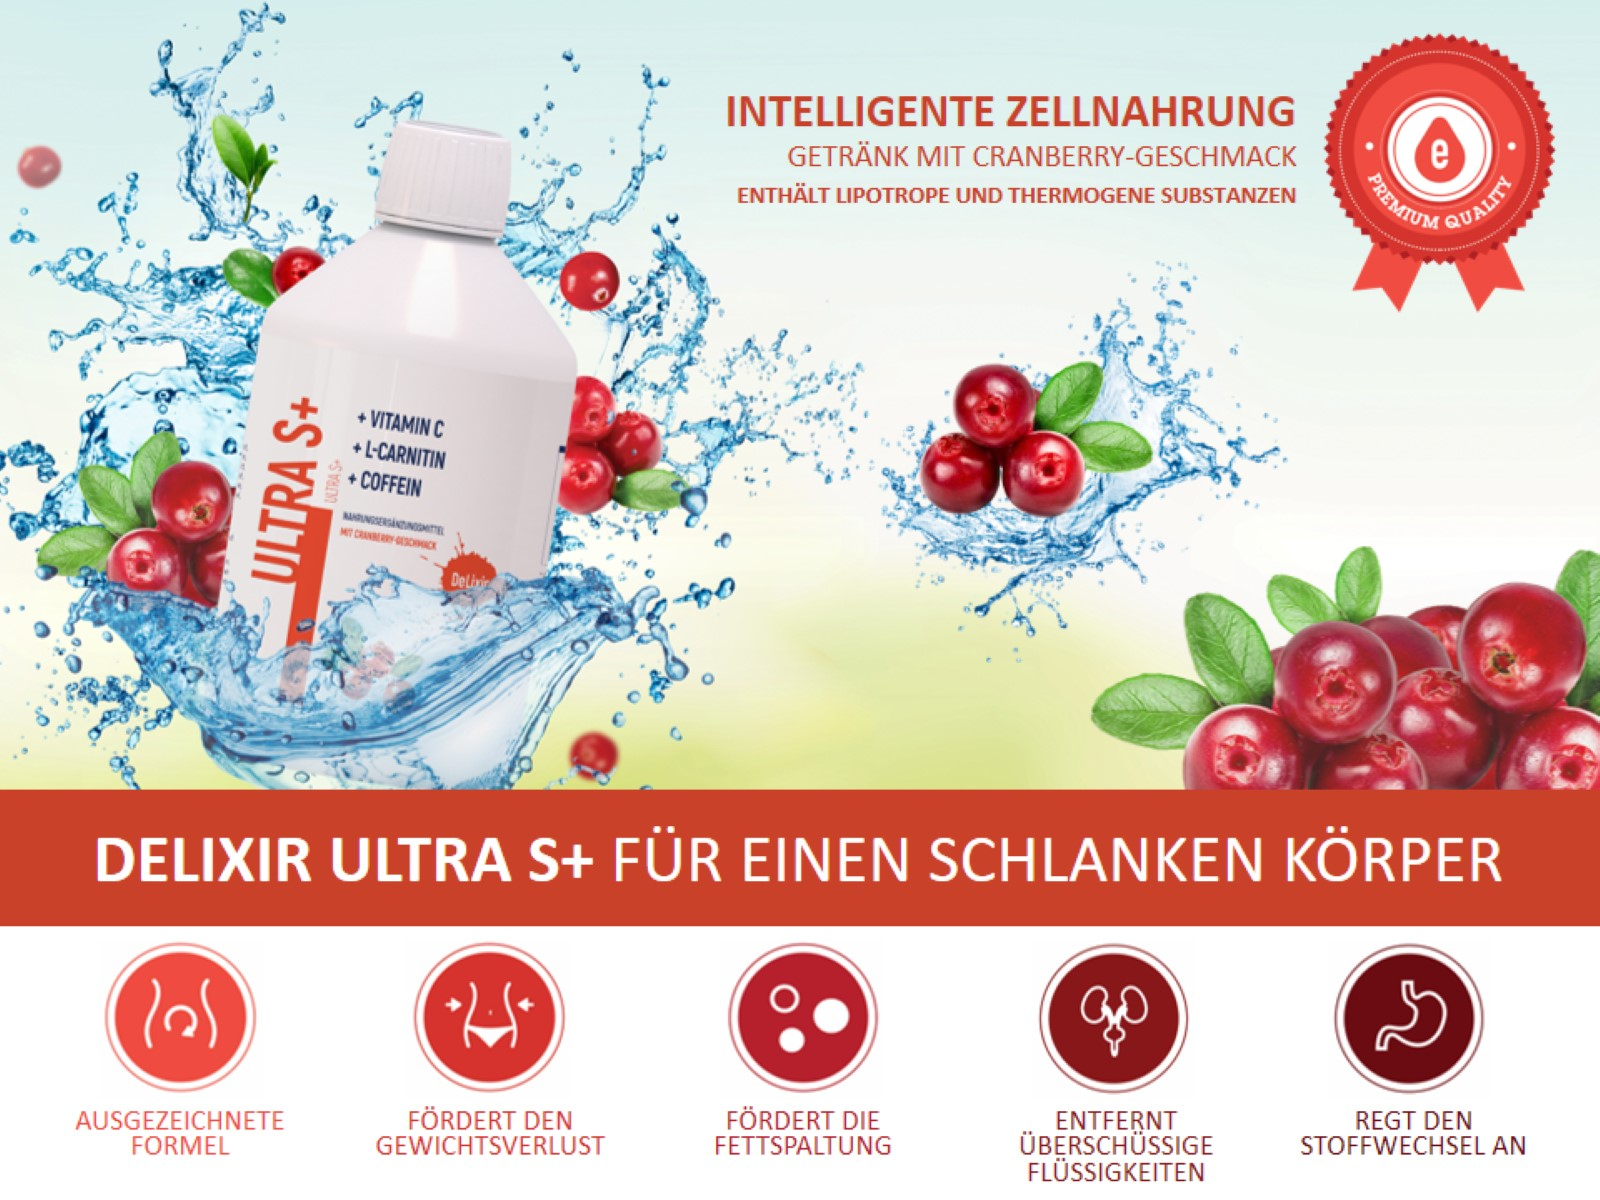 INTELLIGENTE ZELLNAHRUNG
GETRÄNK MIT CRANBERRY-GESCHMACK
ENTHÄLT LIPOTROPE UND THERMOGENE SUBSTANZEN
e
PREMIUM QUALITY
ULTRA S+
ULTRA S+
+ VITAMIN C
+ L-CARNITIN
+ COFFEIN
NAHRUNGSERGÄNZUNGSMITTEL
MIT CRANBERRY-GESCHMACK
DeLixir
DELIXIR ULTRA S+ FÜR EINEN SCHLANKEN KÖRPER
AUSGEZEICHNETE
FORMEL
FÖRDERT DEN
GEWICHTSVERLUST
FÖRDERT DIE
FETTSPALTUNG
ENTFERNT
ÜBERSCHÜSSIGE
FLÜSSIGKEITEN
REGT DEN
STOFFWECHSEL AN